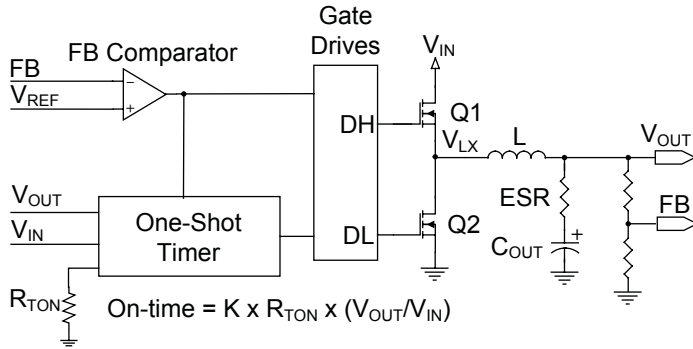 Gate
Drives
FB Comparator
V_IN
FB
−
V_REF
+
DH
Q1
V_LX
L
V_OUT
V_OUT
One-Shot
Timer
V_IN
DL
Q2
ESR
+
C_OUT
FB
R_TON
On-time = K x R_TON x (V_OUT/V_IN)